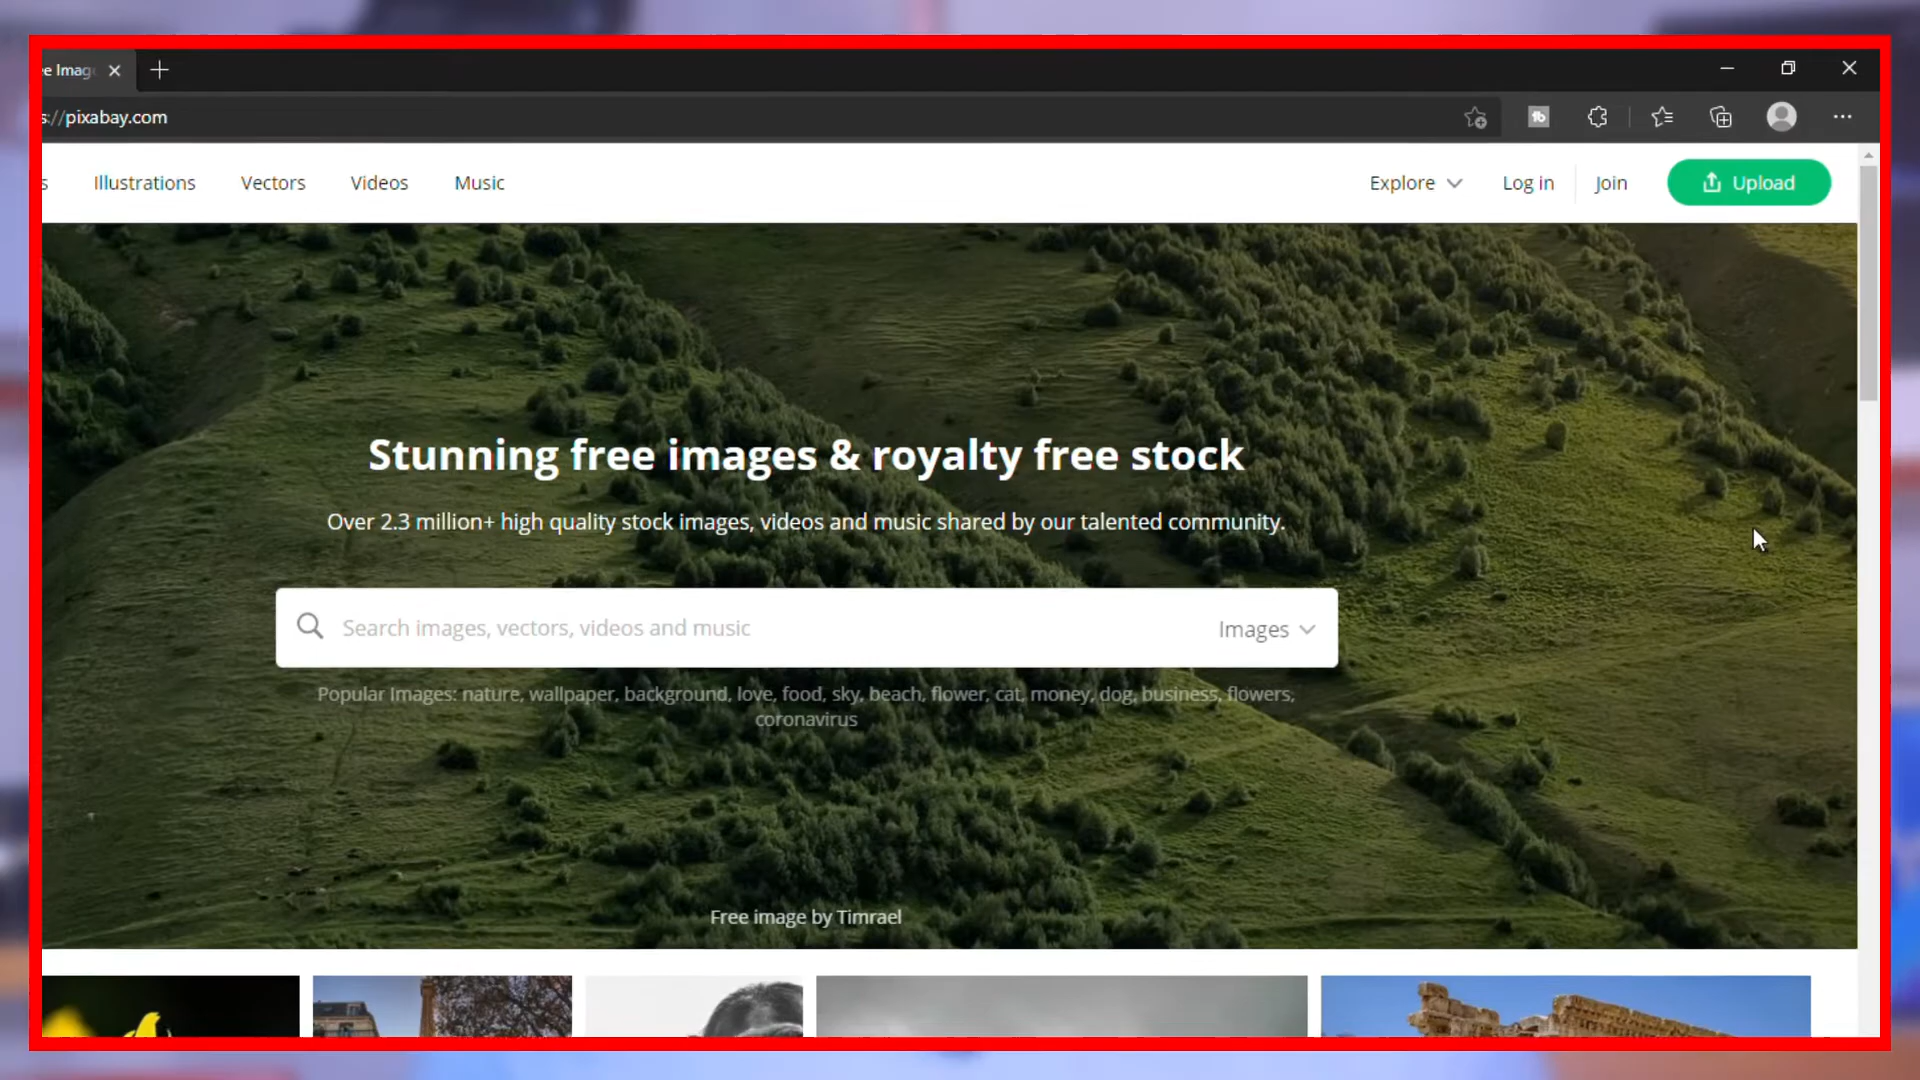 ee Imag
s://pixabay.com
s Illustrations Vectors Videos Music Explore Log in Join Upload
Stunning free images & royalty free stock
Over 2.3 million+ high quality stock images, videos and music shared by our talented community.
Search images, vectors, videos and music Images
Popular Images: nature, wallpaper, background, love, food, sky, beach, flower, cat, money, dog, business, flowers,
coronavirus
Free image by Timrael